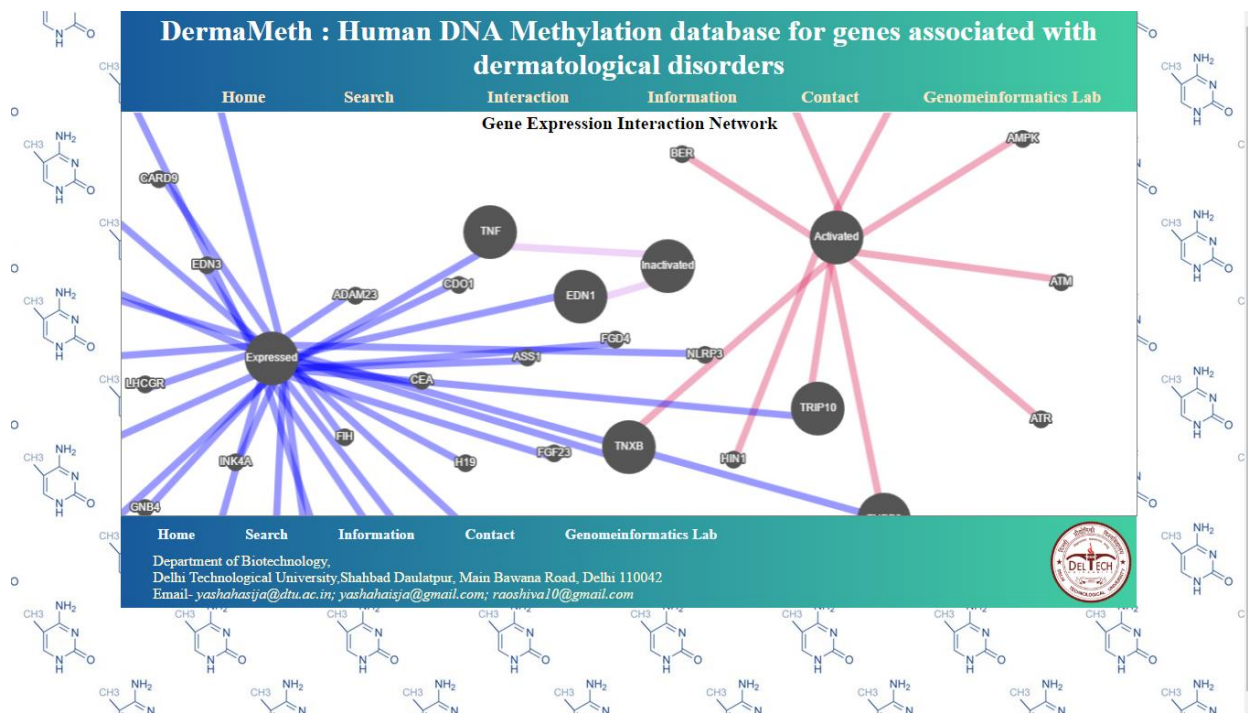 DermaMeth : Human DNA Methylation database for genes associated with
dermatological disorders
Home Search Interaction Information Contact Genomeinformatics Lab
Gene Expression Interaction Network
BER
AMPK
CARD9
TNF
Activated
EDN3
Inactivated
ADAM23
CDO1
EDN1
ATM
FGD4
Expressed
ASS1
NLRP3
LHCGR
CEA
TRIP10
ATR
FIH
TNXB
INK4A
H19
FGF23
HIN1
GNB4
Home Search Information Contact Genomeinformatics Lab
Department of Biotechnology,
Delhi Technological University,Shahbad Daulatpur, Main Bawana Road, Delhi 110042
Email- yashahasija@dtu.ac.in; yashahaisja@gmail.com; raoshiva10@gmail.com
DELTECH
CH3
NH2
N
N
H
O